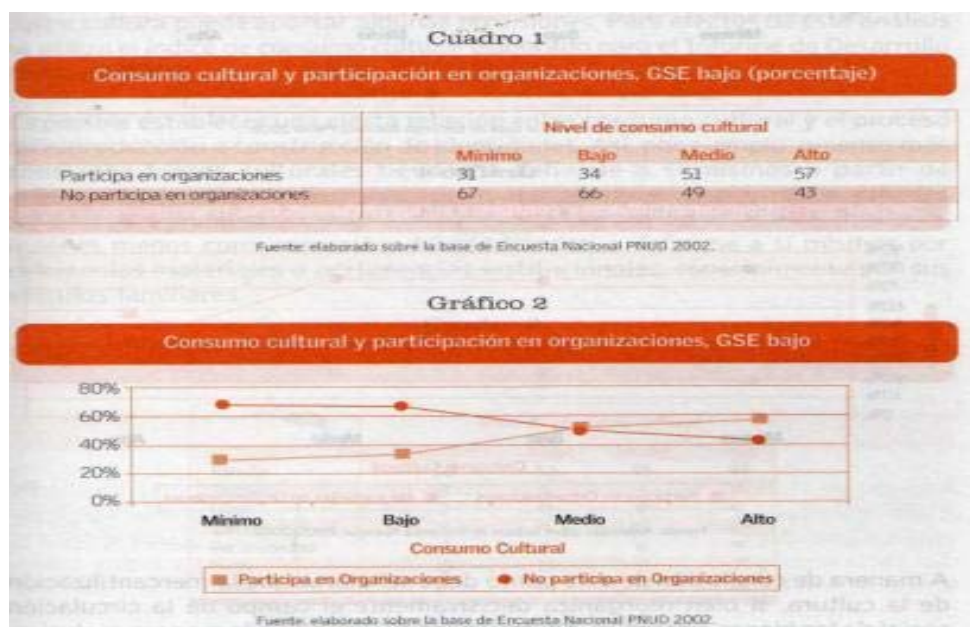 Cuadro 1
Consumo cultural y participación en organizaciones, GSE bajo (porcentaje)
Nivel de consumo cultural
Mínimo Bajo Medio Alto
Participa en organizaciones 31 34 51 57
No participa en organizaciones 67 66 49 43
Fuente: elaborado sobre la base de Encuesta Nacional PNUD 2002.
Gráfico 2
Consumo cultural y participación en organizaciones, GSE bajo
80%
60%
40%
20%
0%
Mínimo Bajo Medio Alto
Consumo Cultural
Participa en Organizaciones No participa en Organizaciones
Fuente: elaborado sobre la base de Encuesta Nacional PNUD 2002.